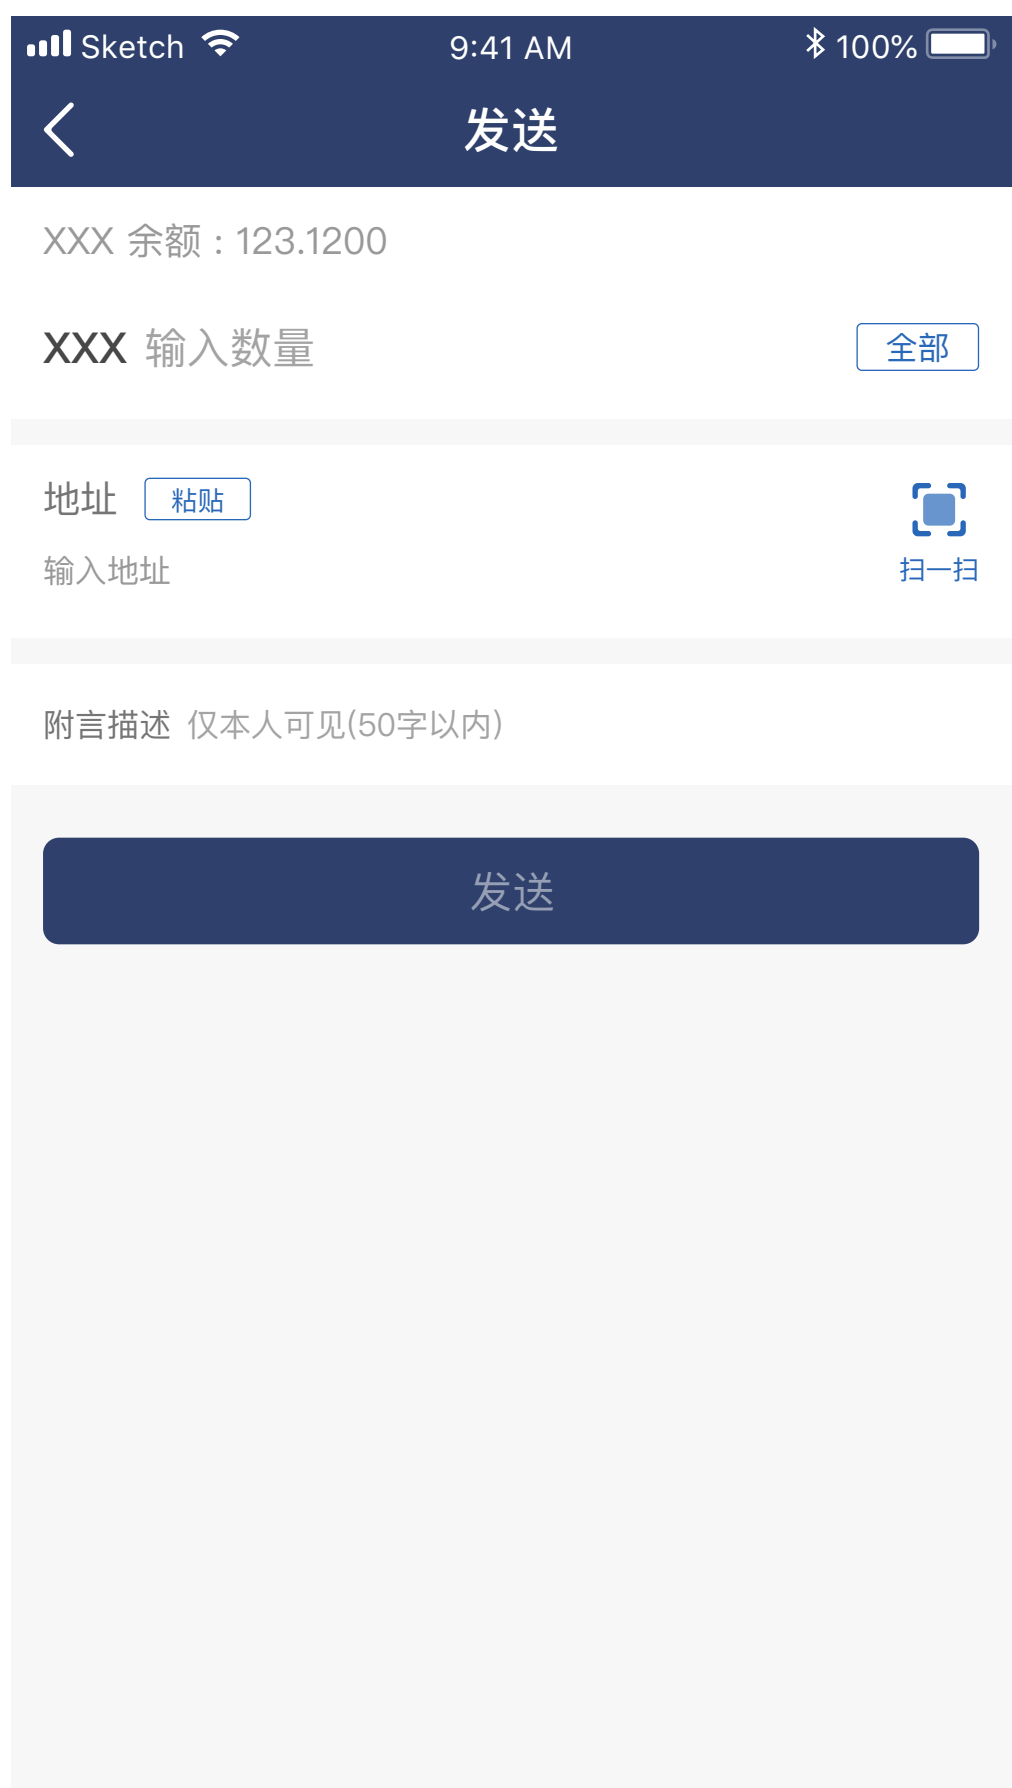 Sketch 9:41 AM 100%
发送
XXX 余额：123.1200
XXX 输入数量 全部
地址 粘贴
输入地址 扫一扫
附言描述 仅本人可见(50字以内)
发送